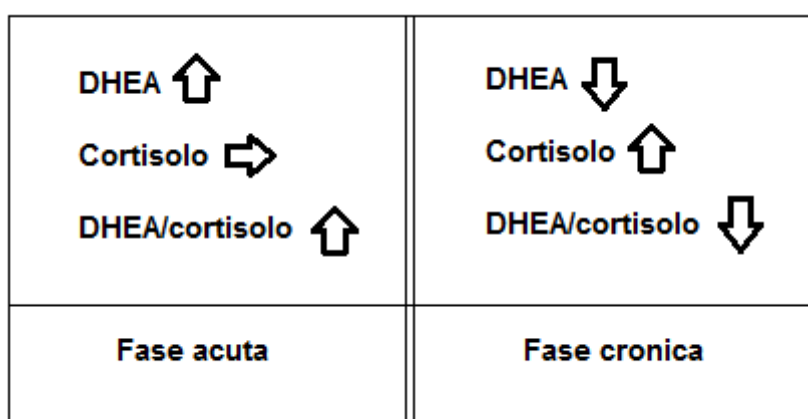 DHEA
Cortisolo
DHEA/cortisolo
Fase acuta
DHEA
Cortisolo
DHEA/cortisolo
Fase cronica